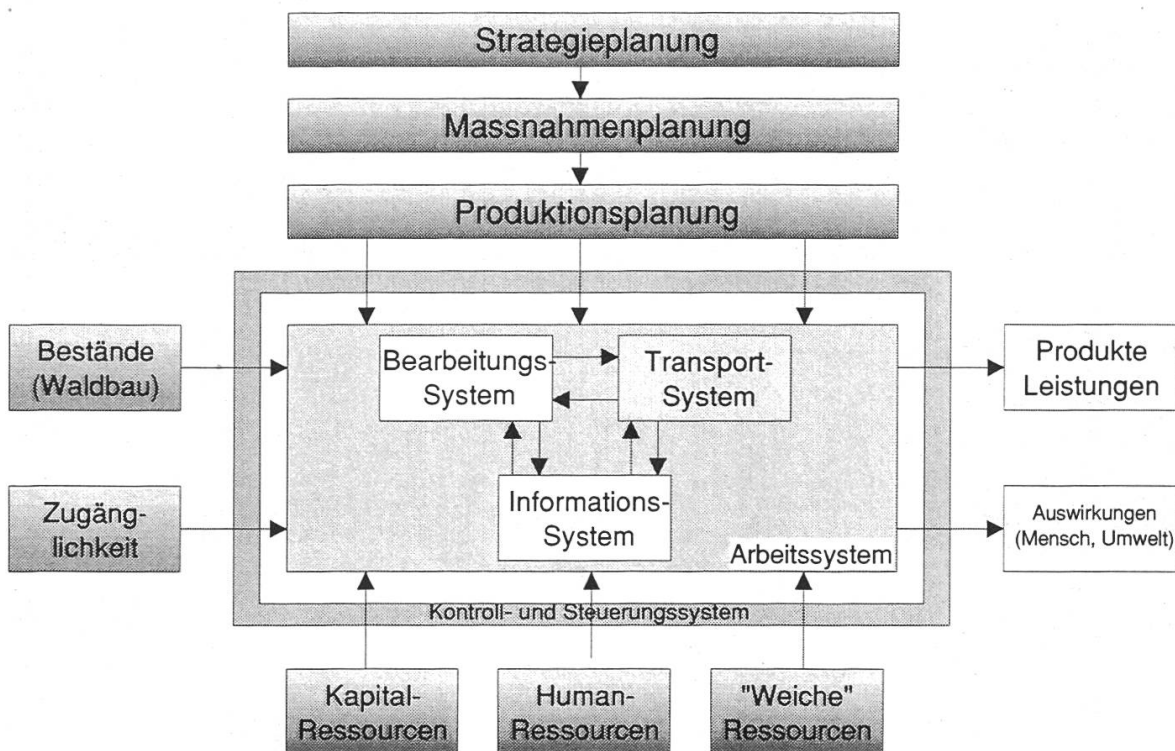 Strategieplanung
Massnahmenplanung
Produktionsplanung
Bestände
(Waldbau)
Bearbeitungs-
System
Transport-
System
Produkte
Leistungen
Zugäng-
lichkeit
Informations-
System
Auswirkungen
(Mensch, Umwelt)
Arbeitssystem
Kontroll- und Steuerungssystem
Kapital-
Ressourcen
Human-
Ressourcen
"Weiche"
Ressourcen